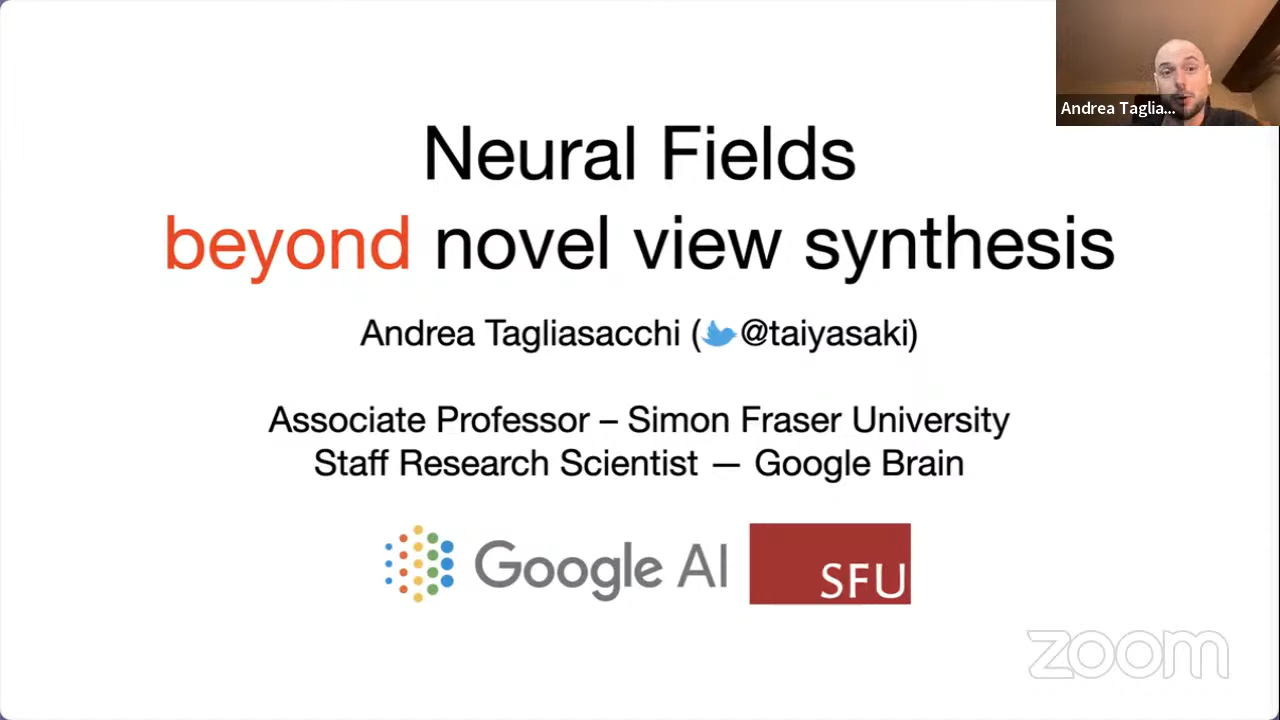 Andrea Taglia...
Neural Fields
beyond novel view synthesis
Andrea Tagliasacchi (@taiyasaki)
Associate Professor – Simon Fraser University
Staff Research Scientist — Google Brain
Google AI
SFU
zoom